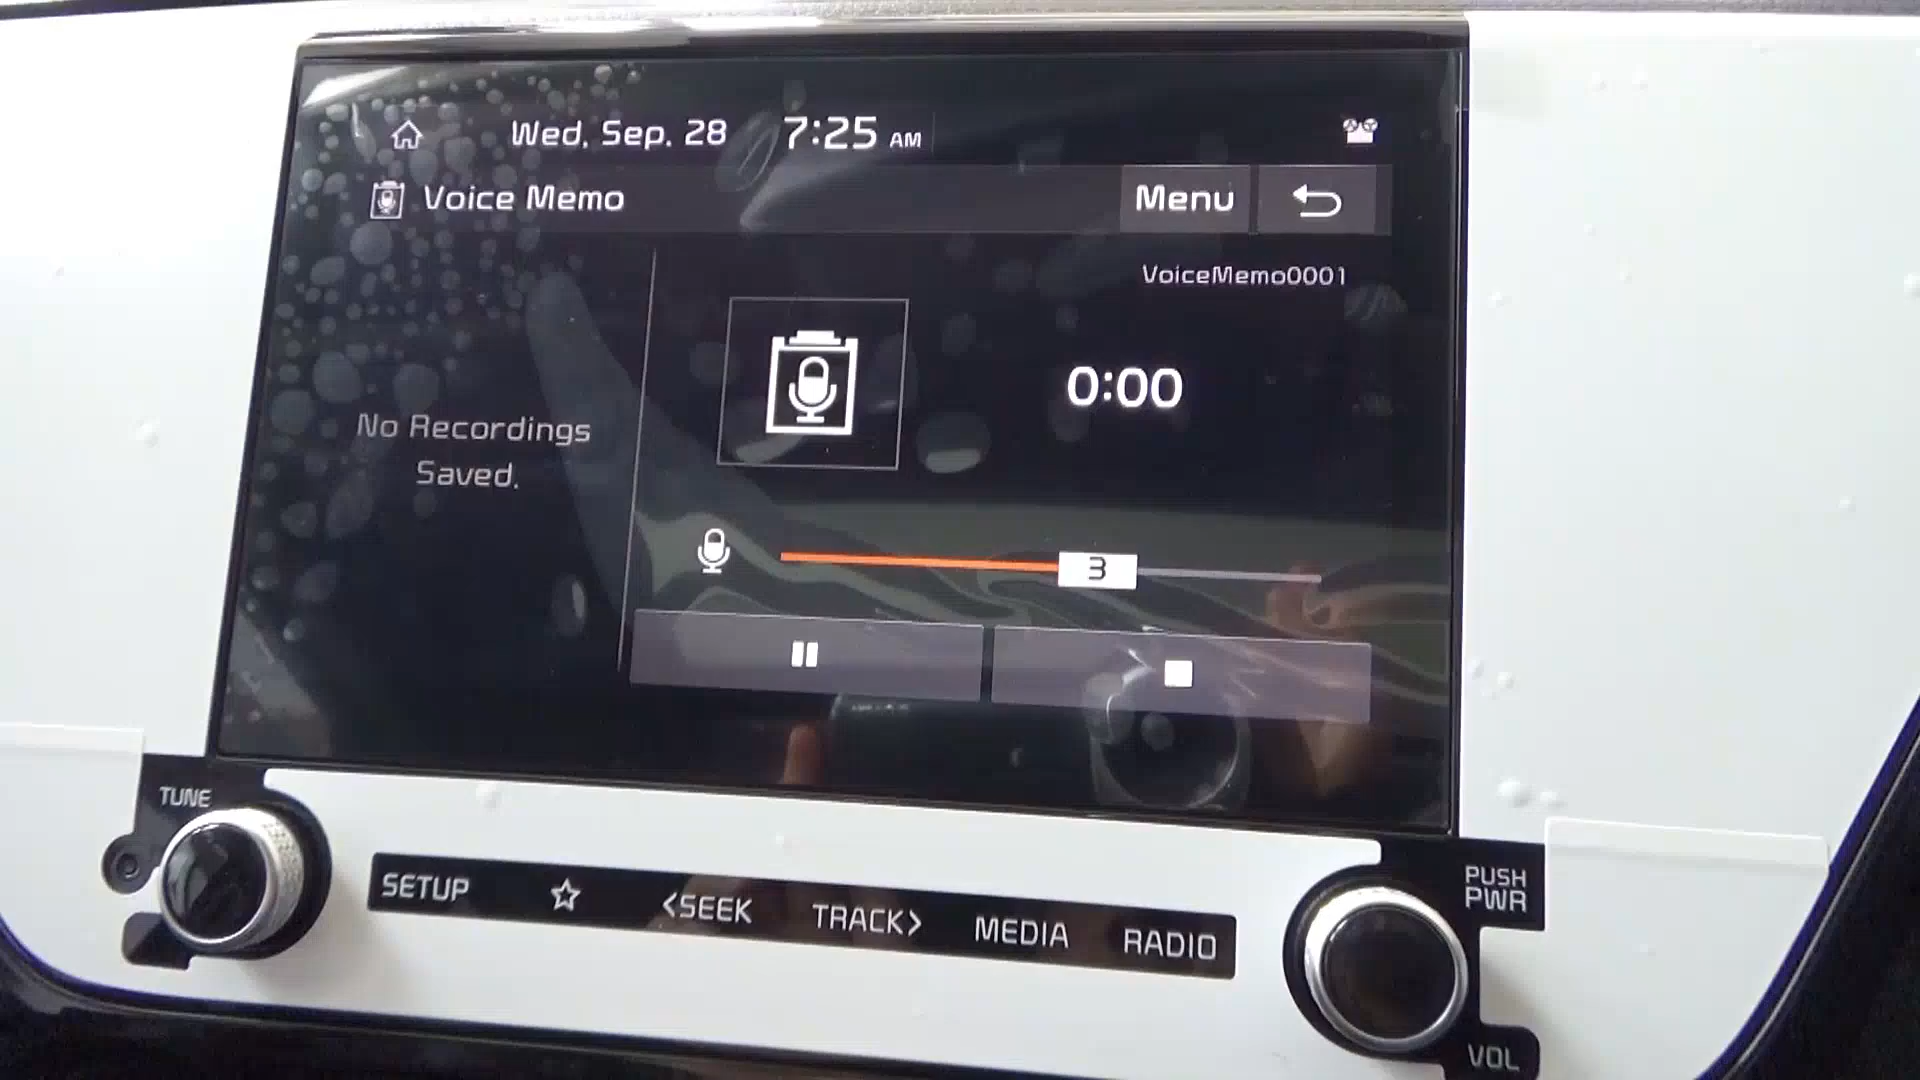 Wed, Sep. 28 7:25 AM
Voice Memo Menu
VoiceMemo0001
0:00
No Recordings
Saved.
3
TUNE
SETUP <SEEK TRACK> MEDIA RADIO
PUSH
PWR
VOL